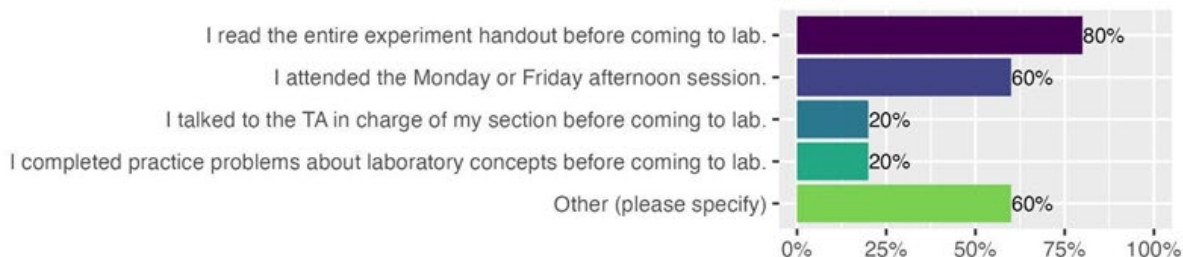 I read the entire experiment handout before coming to lab. 80%
I attended the Monday or Friday afternoon session. 60%
I talked to the TA in charge of my section before coming to lab. 20%
I completed practice problems about laboratory concepts before coming to lab. 20%
Other (please specify) 60%
0% 25% 50% 75% 100%